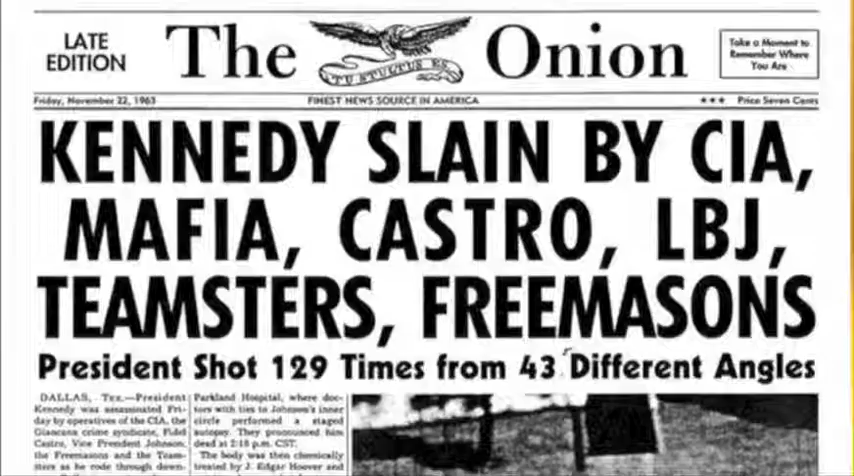 LATE
EDITION
The Onion
TU STULTUS ES
Take a Moment to
Remember Where
You Are
Friday, November 22, 1963 FINEST NEWS SOURCE IN AMERICA ★★★ Price Seven Cents
KENNEDY SLAIN BY CIA,
MAFIA, CASTRO, LBJ,
TEAMSTERS, FREEMASONS
President Shot 129 Times from 43 Different Angles
DALLAS, Tex.—President
Kennedy was assassinated Fri-
day by operatives of the CIA, the
Giancana crime syndicate, Fidel
Castro, Vice President Johnson,
the Freemasons and the Team-
sters as he rode through down-
Parkland Hospital, where doc-
tors with ties to Johnson's inner
circle performed a staged
autopsy. They pronounced him
dead at 2:18 p.m. CST.
The body was then chemically
treated by J. Edgar Hoover and